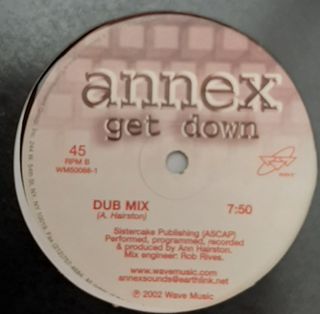 annex
get down
45
RPM B
WM50088-1
DUB MIX
7:50
(A. Hairston)
Sistercake Publishing (ASCAP)
Performed, programmed, recorded
& produced by Ann Hairston.
Mix engineer: Rob Rives.
www.wavemusic.com
annexsounds@earthlink.net
℗ 2002 Wave Music